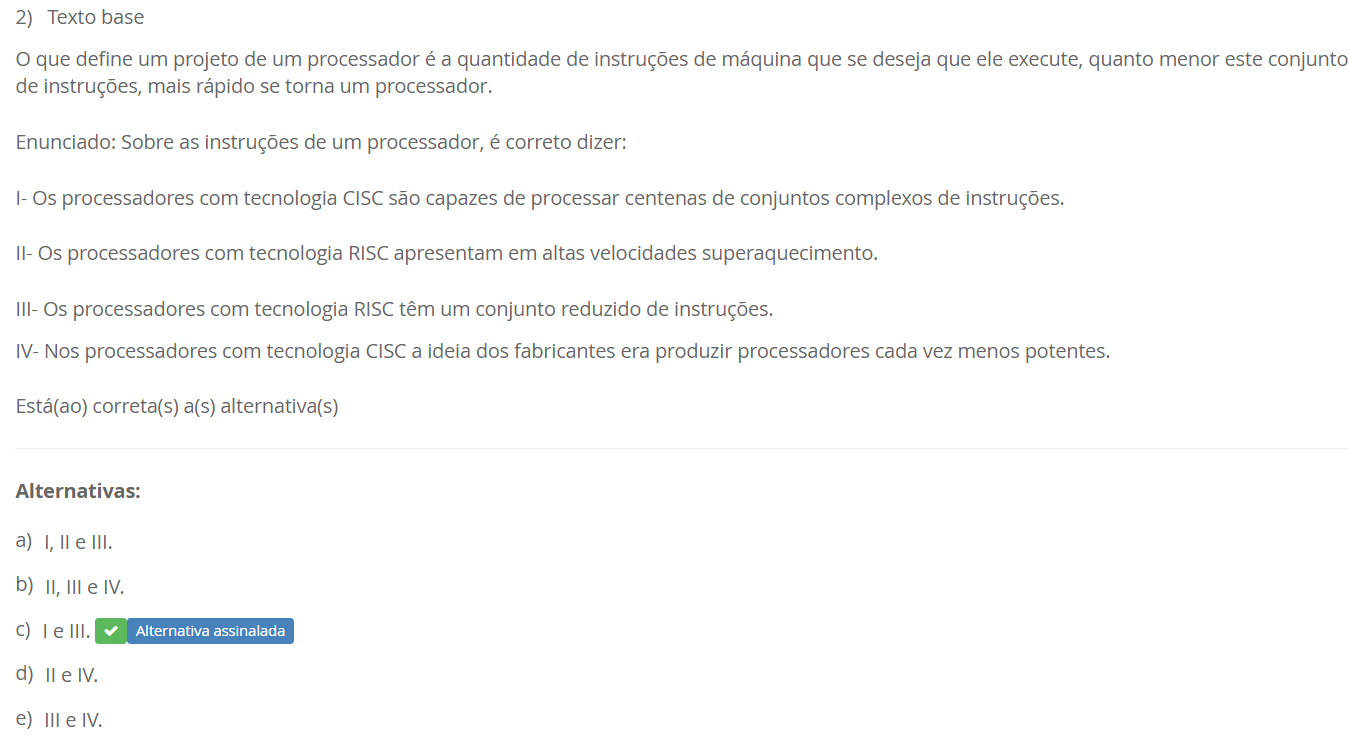 2) Texto base
O que define um projeto de um processador é a quantidade de instruções de máquina que se deseja que ele execute, quanto menor este conjunto
de instruções, mais rápido se torna um processador.
Enunciado: Sobre as instruções de um processador, é correto dizer:
I- Os processadores com tecnologia CISC são capazes de processar centenas de conjuntos complexos de instruções.
II- Os processadores com tecnologia RISC apresentam em altas velocidades superaquecimento.
III- Os processadores com tecnologia RISC têm um conjunto reduzido de instruções.
IV- Nos processadores com tecnologia CISC a ideia dos fabricantes era produzir processadores cada vez menos potentes.
Está(ao) correta(s) a(s) alternativa(s)
Alternativas:
a) I, II e III.
b) II, III e IV.
c) I e III. Alternativa assinalada
d) II e IV.
e) III e IV.